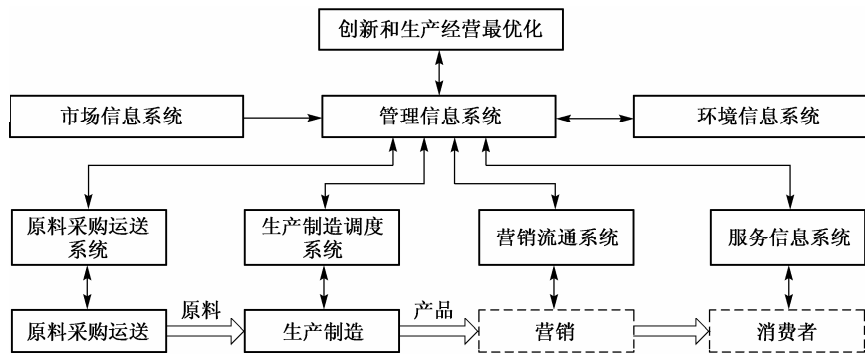 创新和生产经营最优化
市场信息系统
管理信息系统
环境信息系统
原料采购运送
系统
生产制造调度
系统
营销流通系统
服务信息系统
原料采购运送
原料
生产制造
产品
营销
消费者